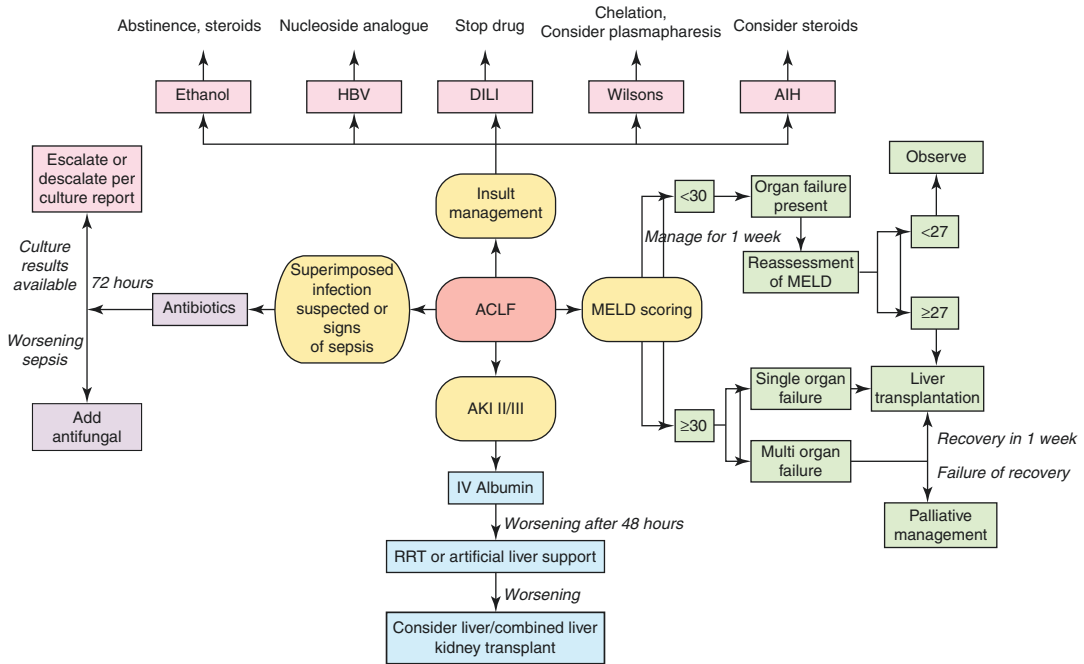 Abstinence, steroids
Nucleoside analogue
Stop drug
Chelation,
Consider plasmapharesis
Consider steroids
Ethanol
HBV
DILI
Wilsons
AIH
Escalate or
descalate per
culture report
Insult
management
<30
Organ failure
present
Observe
Manage for 1 week
Reassessment
of MELD
<27
≥27
Culture
results
available
72 hours
Worsening
sepsis
Antibiotics
Superimposed
infection
suspected or
signs
of sepsis
ACLF
MELD scoring
Add
antifungal
AKI II/III
≥30
Single organ
failure
Liver
transplantation
Multi organ
failure
Recovery in 1 week
Failure of recovery
Palliative
management
IV Albumin
Worsening after 48 hours
RRT or artificial liver support
Worsening
Consider liver/combined liver
kidney transplant